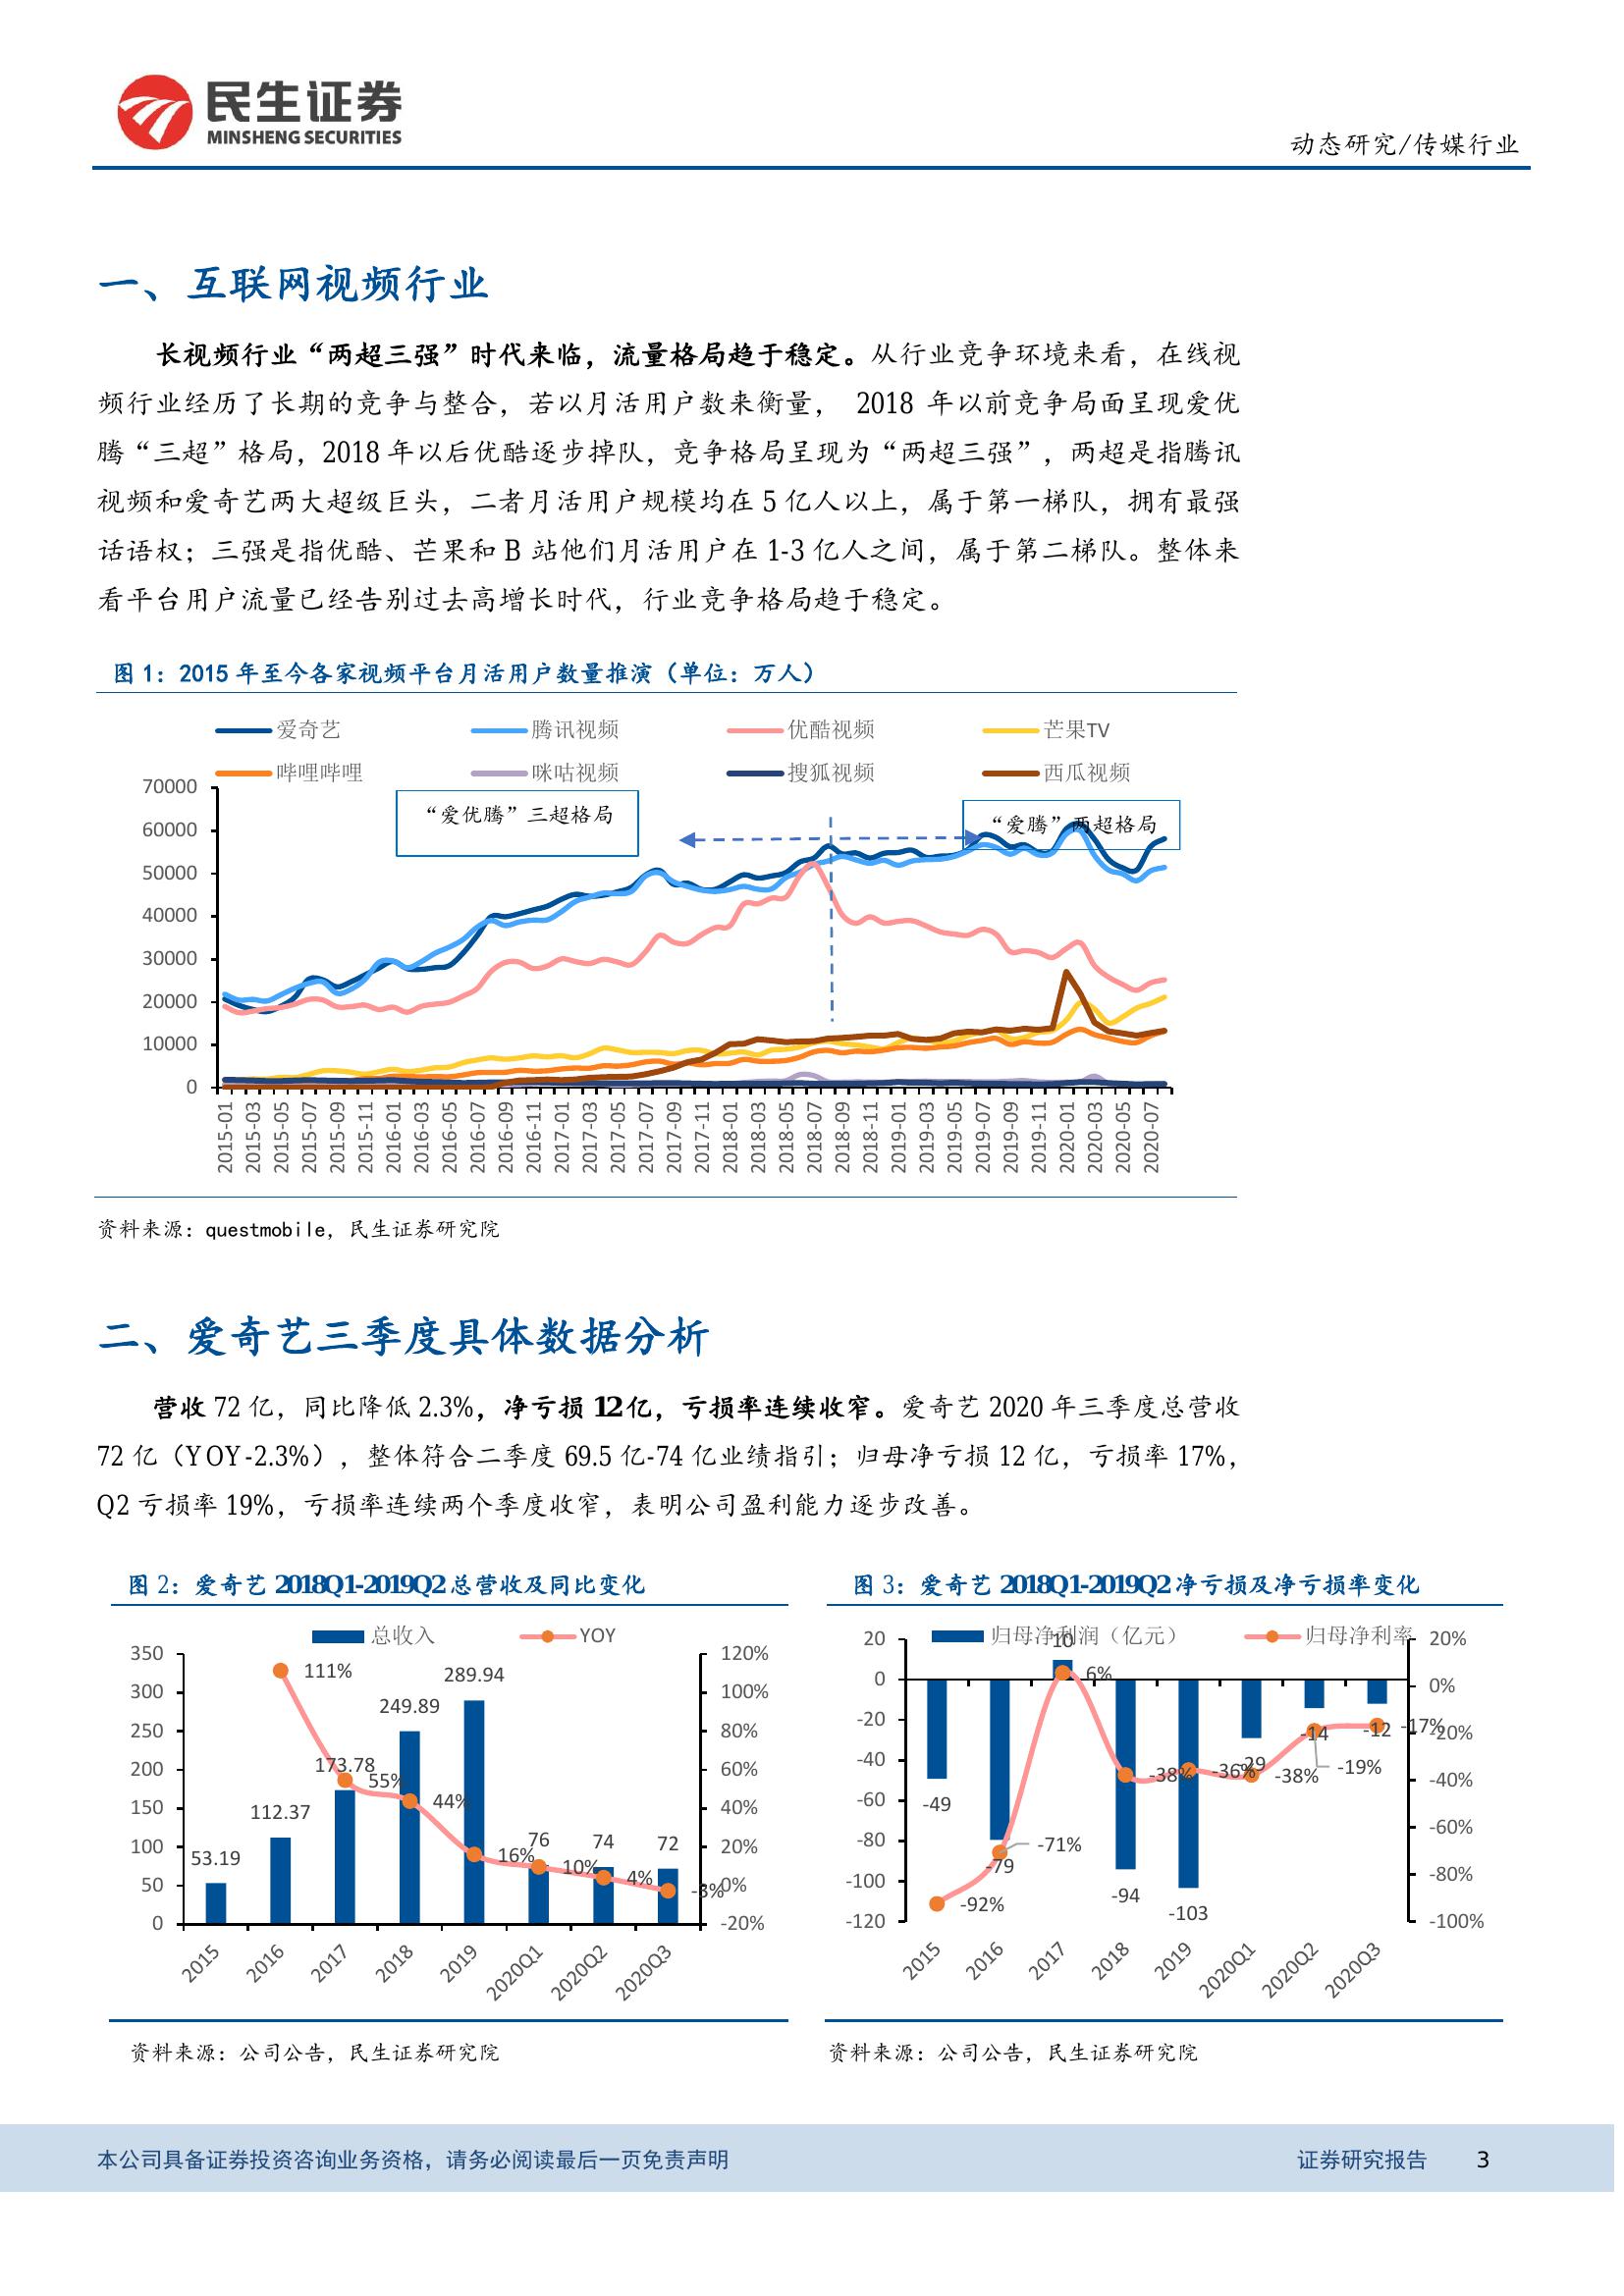 民生证券
MINSHENG SECURITIES
动态研究/传媒行业
一、互联网视频行业
长视频行业“两超三强”时代来临，流量格局趋于稳定。从行业竞争环境来看，在线视
频行业经历了长期的竞争与整合，若以月活用户数来衡量， 2018 年以前竞争局面呈现爱优
腾“三超”格局，2018 年以后优酷逐步掉队，竞争格局呈现为“两超三强”，两超是指腾讯
视频和爱奇艺两大超级巨头，二者月活用户规模均在 5 亿人以上，属于第一梯队，拥有最强
话语权；三强是指优酷、芒果和 B 站他们月活用户在 1-3 亿人之间，属于第二梯队。整体来
看平台用户流量已经告别过去高增长时代，行业竞争格局趋于稳定。
图 1：2015 年至今各家视频平台月活用户数量推演（单位：万人）
爱奇艺 腾讯视频 优酷视频 芒果TV
哔哩哔哩 咪咕视频 搜狐视频 西瓜视频
“爱优腾”三超格局
“爱腾”两超格局
70000
60000
50000
40000
30000
20000
10000
0
2015-01 2015-03 2015-05 2015-07 2015-09 2015-11 2016-01 2016-03 2016-05 2016-07 2016-09 2016-11 2017-01 2017-03 2017-05 2017-07 2017-09 2017-11 2018-01 2018-03 2018-05 2018-07 2018-09 2018-11 2019-01 2019-03 2019-05 2019-07 2019-09 2019-11 2020-01 2020-03 2020-05 2020-07
资料来源：questmobile，民生证券研究院
二、爱奇艺三季度具体数据分析
营收 72 亿，同比降低 2.3%，净亏损 12亿，亏损率连续收窄。爱奇艺 2020 年三季度总营收
72 亿（YOY-2.3%），整体符合二季度 69.5 亿-74 亿业绩指引；归母净亏损 12 亿，亏损率 17%，
Q2 亏损率 19%，亏损率连续两个季度收窄，表明公司盈利能力逐步改善。
图 2：爱奇艺 2018Q1-2019Q2 总营收及同比变化
总收入 YOY
350
300
250
200
150
100
50
0
120%
100%
80%
60%
40%
20%
0%
-20%
53.19 112.37 173.78 249.89 289.94 76 74 72
111% 55% 44% 16% 10% 4% -3%
2015 2016 2017 2018 2019 2020Q1 2020Q2 2020Q3
资料来源：公司公告，民生证券研究院
图 3：爱奇艺 2018Q1-2019Q2 净亏损及净亏损率变化
归母净利润（亿元） 归母净利率
20
0
-20
-40
-60
-80
-100
-120
20%
0%
-20%
-40%
-60%
-80%
-100%
-49 -79 10 -94 -103 -29 -14 -12
-92% -71% 6% -38% -36% -38% -19% -17%
2015 2016 2017 2018 2019 2020Q1 2020Q2 2020Q3
资料来源：公司公告，民生证券研究院
本公司具备证券投资咨询业务资格，请务必阅读最后一页免责声明
证券研究报告 3